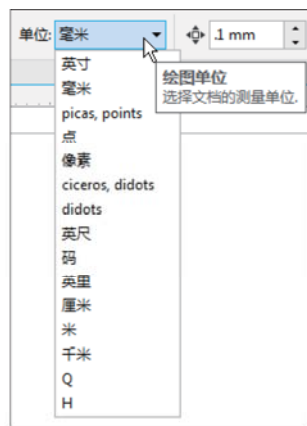 单位: 毫米 .1 mm
英寸
绘图单位
选择文档的测量单位.
毫米
picas, points
点
像素
ciceros, didots
didots
英尺
码
英里
厘米
米
千米
Q
H